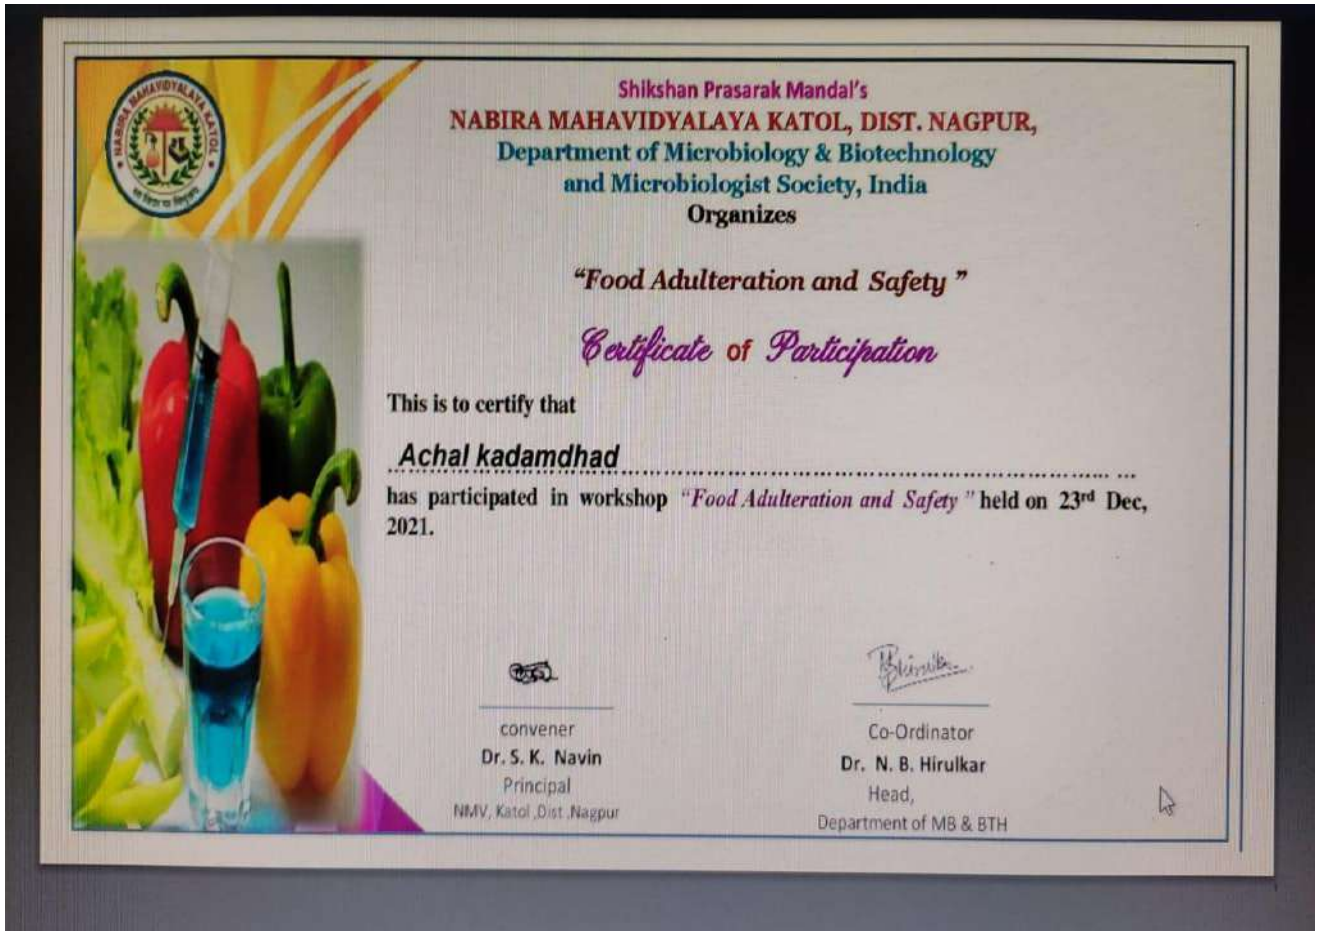 NABIRA MAHAVIDYALAYA KATOL
Shikshan Prasarak Mandal's
NABIRA MAHAVIDYALAYA KATOL, DIST. NAGPUR,
Department of Microbiology & Biotechnology
and Microbiologist Society, India
Organizes
“Food Adulteration and Safety ”
Certificate of Participation
This is to certify that
Achal kadamdhad
has participated in workshop “Food Adulteration and Safety ” held on 23rd Dec,
2021.
convener
Dr. S. K. Navin
Principal
NMV, Katol ,Dist .Nagpur
Co-Ordinator
Dr. N. B. Hirulkar
Head,
Department of MB & BTH